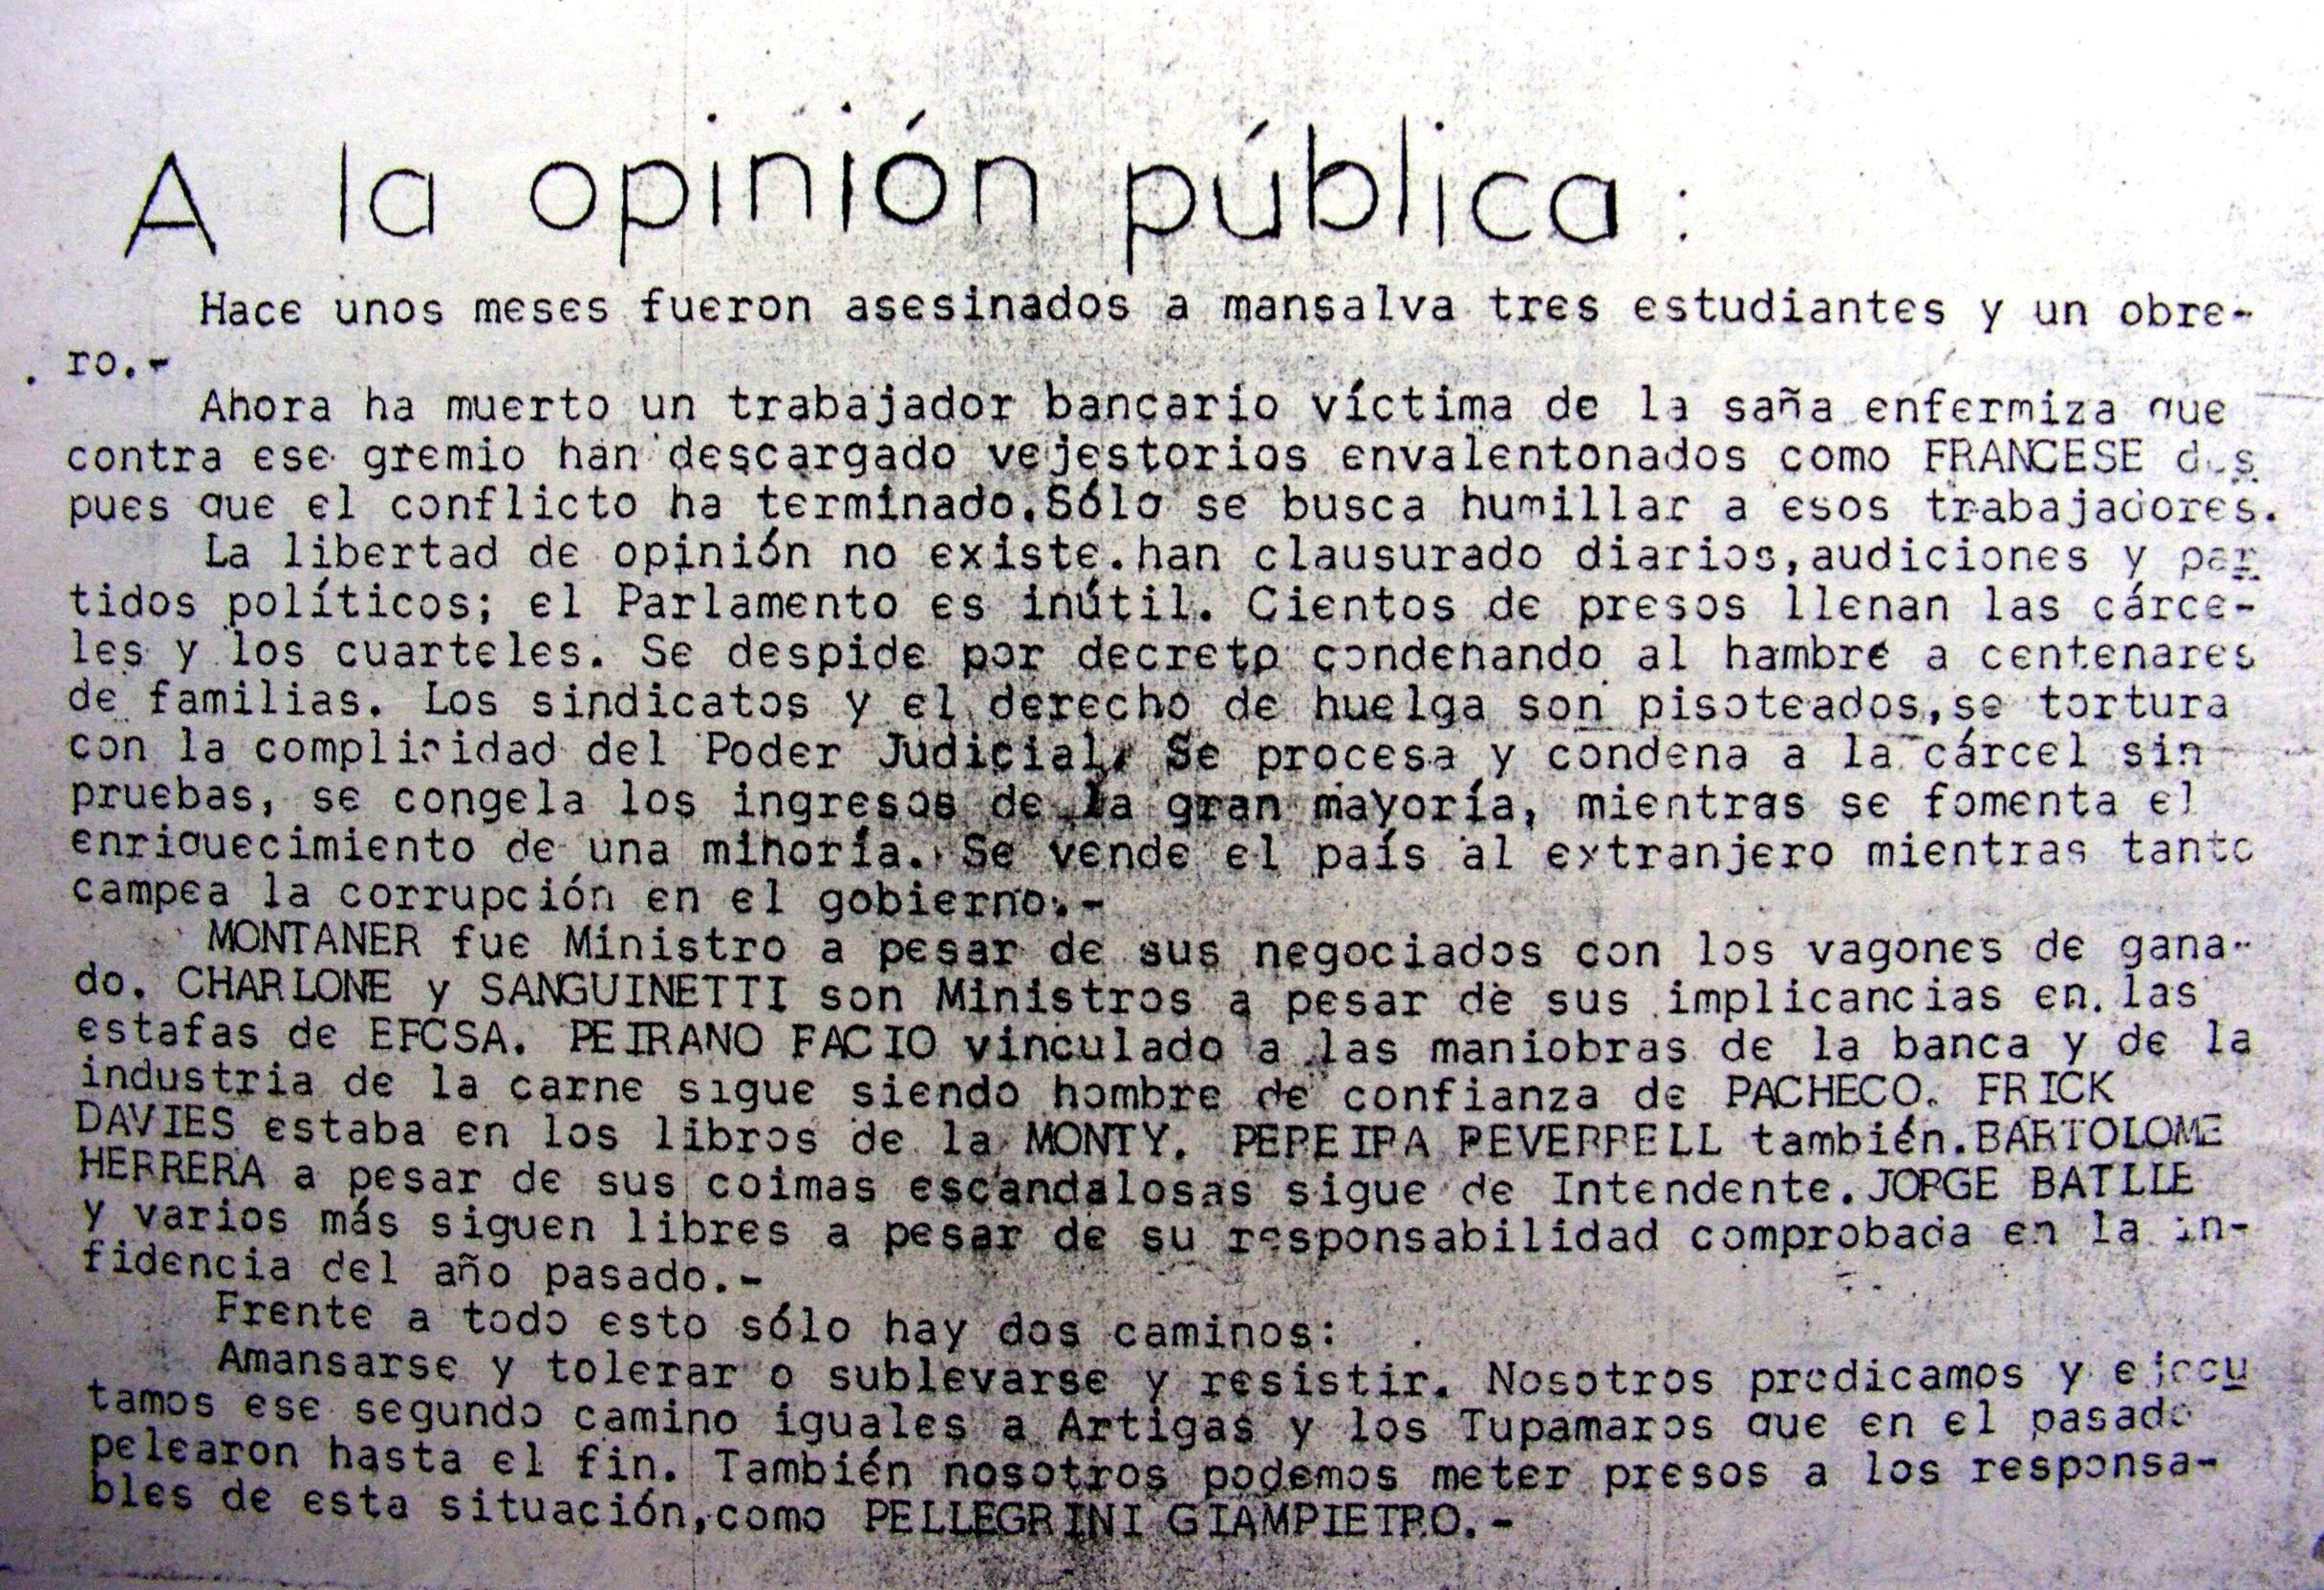 A la opinión pública:
Hace unos meses fueron asesinados a mansalva tres estudiantes y un obre-
ro.-
Ahora ha muerto un trabajador bancario víctima de la saña enfermiza que
contra ese gremio han descargado vejestorios envalentonados como FRANCESE des
pues que el conflicto ha terminado.Sólo se busca humillar a esos trabajadores.
La libertad de opinión no existe.han clausurado diarios,audiciones y par
tidos políticos; el Parlamento es inútil. Cientos de presos llenan las cárce-
les y los cuarteles. Se despide por decreto condenando al hambre a centenares
de familias. Los sindicatos y el derecho de huelga son pisoteados,se tortura
con la complicidad del Poder Judicial. Se procesa y condena a la cárcel sin
pruebas, se congela los ingresos de la gran mayoría, mientras se fomenta el
enriquecimiento de una minoría. Se vende el país al extranjero mientras tanto
campea la corrupción en el gobierno.-
MONTANER fue Ministro a pesar de sus negociados con los vagones de gana-
do. CHARLONE y SANGUINETTI son Ministros a pesar de sus implicancias en las
estafas de EFCSA. PEIRANO FACIO vinculado a las maniobras de la banca y de la
industria de la carne sigue siendo hombre de confianza de PACHECO. FRICK
DAVIES estaba en los libros de la MONTY. PEREIRA REVERRELL también.BARTOLOME
HERRERA a pesar de sus coimas escandalosas sigue de Intendente.JORGE BATLLE
y varios más siguen libres a pesar de su responsabilidad comprobada en la in-
fidencia del año pasado.-
Frente a todo esto sólo hay dos caminos:
Amansarse y tolerar o sublevarse y resistir. Nosotros predicamos y ejecu
tamos ese segundo camino iguales a Artigas y los Tupamaros que en el pasado
pelearon hasta el fin. También nosotros podemos meter presos a los responsa-
bles de esta situación,como PELLEGRINI GIAMPIETRO.-